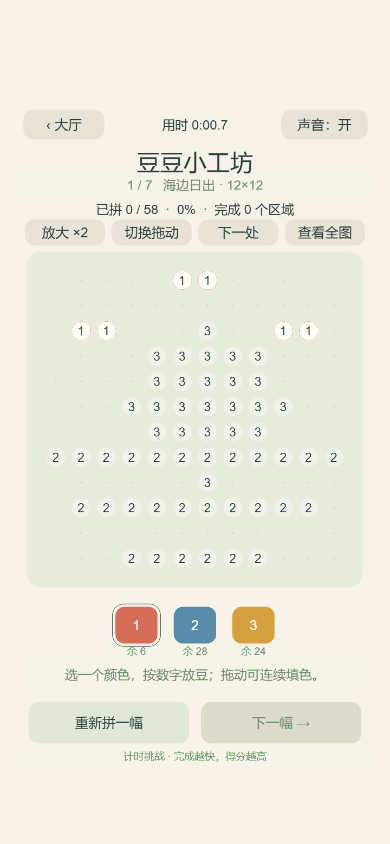 ‹ 大厅
用时 0:00.7
声音：开
豆豆小工坊
1 / 7 海边日出 · 12×12
已拼 0 / 58 · 0% · 完成 0 个区域
放大 ×2
切换拖动
下一处
查看全图
1 1
1 1 3 1 1
3 3 3 3 3
3 3 3 3 3
3 3 3 3 3 3 3
3 3 3 3 3
2 2 2 2 2 2 2 2 2 2 2 2
3
2 2 2 2 2 2 2 2 2 2
2 2 2 2 2 2
1 2 3
余 6 余 28 余 24
选一个颜色，按数字放豆；拖动可连续填色。
重新拼一幅
下一幅 →
计时挑战 · 完成越快，得分越高